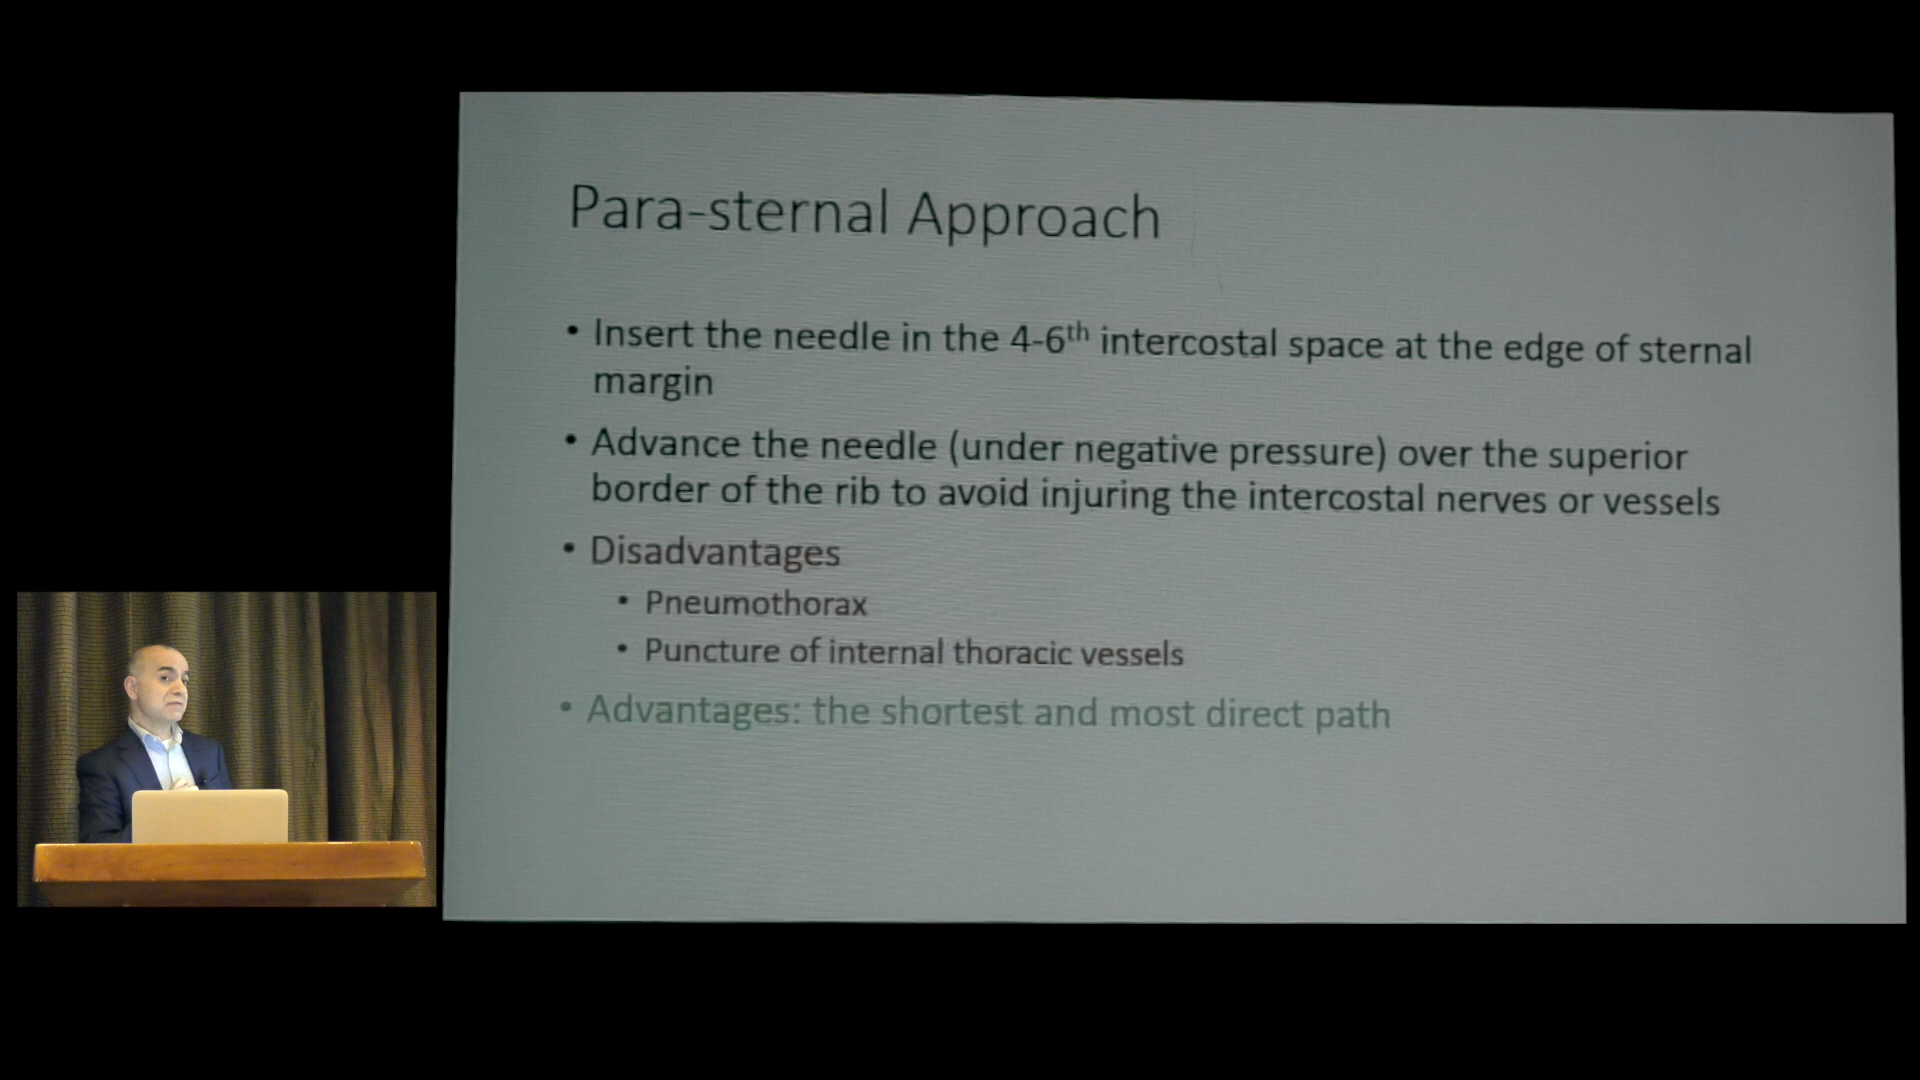 Para-sternal Approach
• Insert the needle in the 4-6th intercostal space at the edge of sternal
margin
• Advance the needle (under negative pressure) over the superior
border of the rib to avoid injuring the intercostal nerves or vessels
• Disadvantages
• Pneumothorax
• Puncture of internal thoracic vessels
• Advantages: the shortest and most direct path